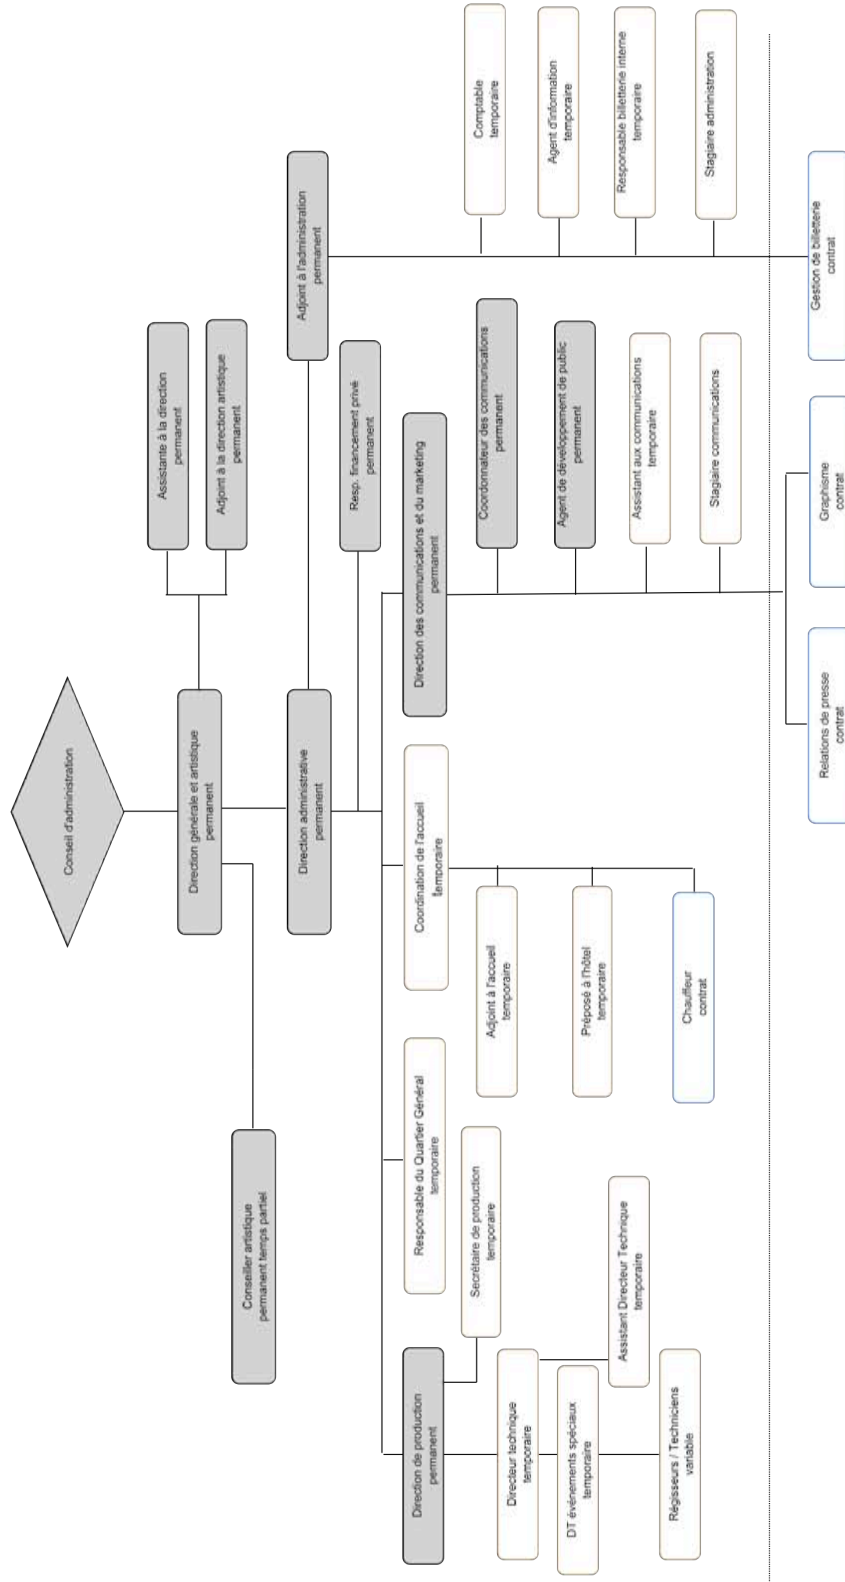 Conseil d'administration
Direction générale et artistique
permanent
Assistante à la direction
permanent
Adjoint à la direction artistique
permanent
Conseiller artistique
permanent temps partiel
Direction administrative
permanent
Adjoint à l'administration
permanent
Resp. financement privé
permanent
Direction de production
permanent
Responsable du Quartier Général
temporaire
Coordination de l'accueil
temporaire
Direction des communications et du marketing
permanent
Secrétaire de production
temporaire
Directeur technique
temporaire
DT événements spéciaux
temporaire
Assistant Directeur Technique
temporaire
Régisseurs / Techniciens
variable
Adjoint à l'accueil
temporaire
Préposé à l'hôtel
temporaire
Chauffeur
contrat
Coordonnateur des communications
permanent
Agent de développement de public
permanent
Assistant aux communications
temporaire
Stagiaire communications
Comptable
temporaire
Agent d'information
temporaire
Responsable billetterie interne
temporaire
Stagiaire administration
Relations de presse
contrat
Graphisme
contrat
Gestion de billetterie
contrat